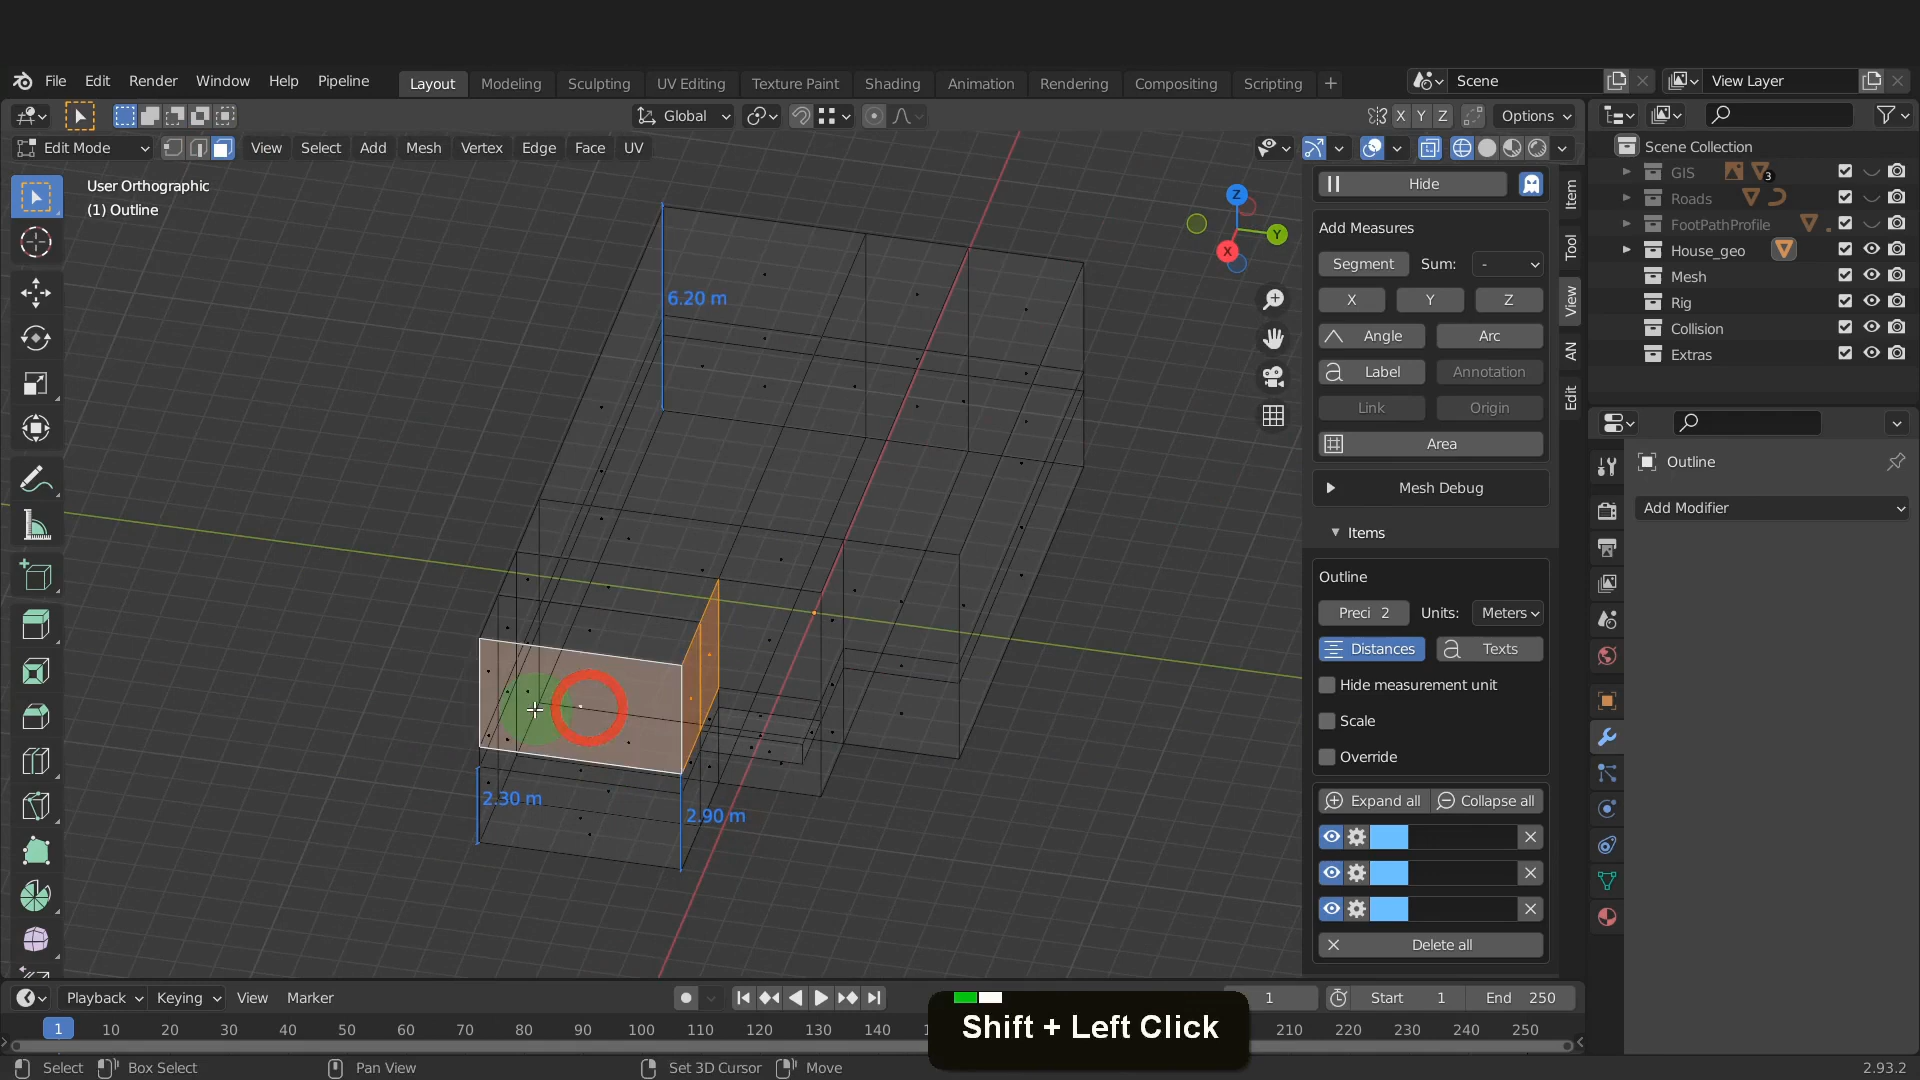 File Edit Render Window Help Pipeline Layout Modeling Sculpting UV Editing Texture Paint Shading Animation Rendering Compositing Scripting + Scene View Layer
Global X Y Z Options
Edit Mode View Select Add Mesh Vertex Edge Face UV
User Orthographic
(1) Outline
6.20 m
2.30 m
2.90 m
Z
Y
X
Hide
Add Measures
Segment Sum: -
X Y Z
Angle Arc
Label Annotation
Link Origin
Area
Mesh Debug
Items
Outline
Preci 2 Units: Meters
Distances Texts
Hide measurement unit
Scale
Override
Expand all Collapse all
Delete all
Item
Tool
View
AN
Edit
Scene Collection
GIS 3
Roads
FootPathProfile
House_geo
Mesh
Rig
Collision
Extras
Outline
Add Modifier
Playback Keying View Marker 1 Start 1 End 250
1 10 20 30 40 50 60 70 80 90 100 110 120 130 140 210 220 230 240 250
Shift + Left Click
Select Box Select Pan View Set 3D Cursor Move 2.93.2